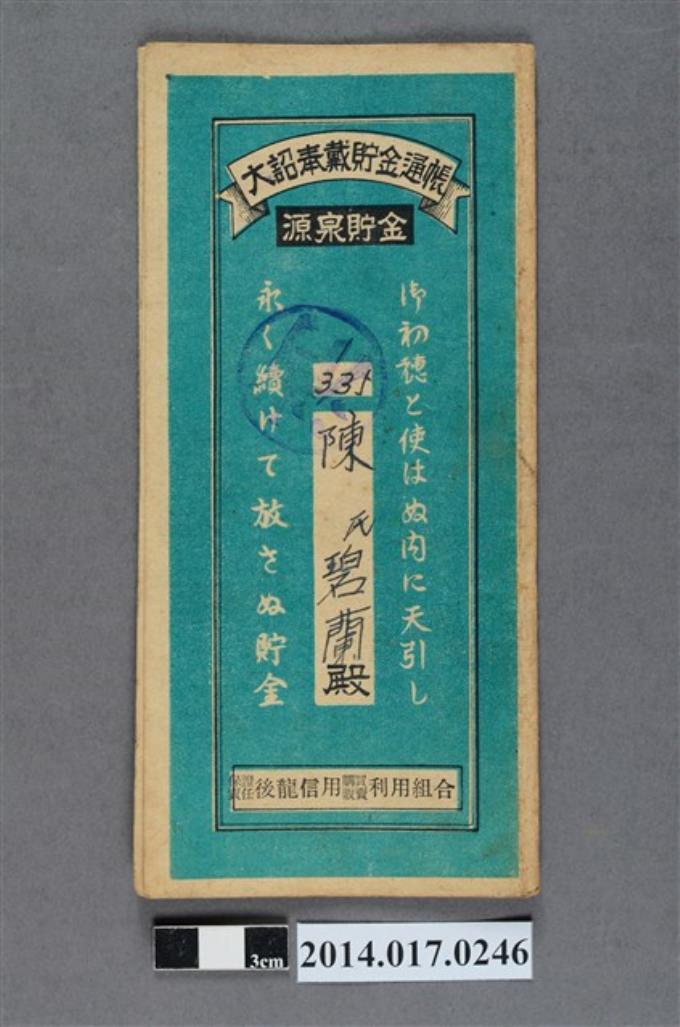 大詔奉戴貯金通帳
源泉貯金
御初穂と使はぬ內に天引し
335
陳氏碧蘭殿
永く續けて放さぬ貯金
保證責任後龍信用購買販賣利用組合
3cm
2014.017.0246